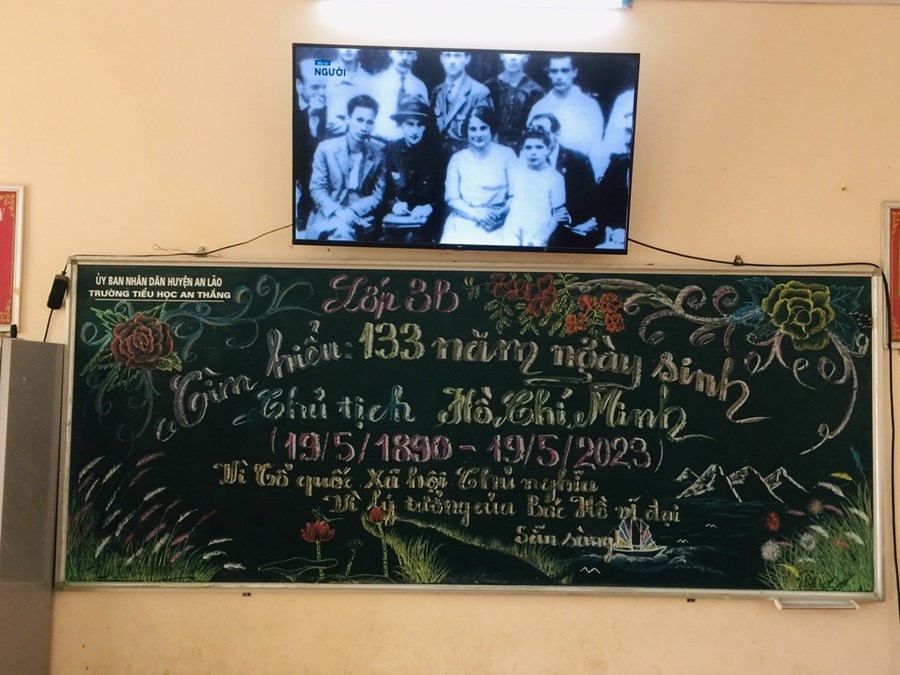 NGƯỜI
ỦY BAN NHÂN DÂN HUYỆN AN LÃO
TRƯỜNG TIỂU HỌC AN THẮNG
Lớp 3B
Tìm hiểu: 133 năm ngày sinh
Chủ tịch Hồ Chí Minh
(19/5/1890 - 19/5/2023)
Vì Tổ quốc Xã hội Chủ nghĩa
Vì lý tưởng của Bác Hồ vĩ đại
Sẵn sàng